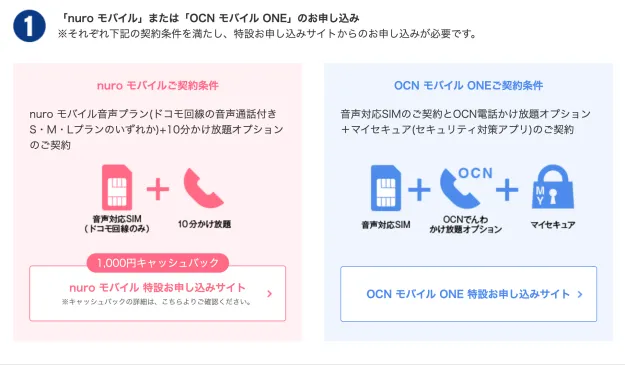 1
「nuro モバイル」または「OCN モバイル ONE」のお申し込み
※それぞれ下記の契約条件を満たし、特設お申し込みサイトからのお申し込みが必要です。
nuro モバイルご契約条件
nuro モバイル音声プラン(ドコモ回線の音声通話付き
S・M・Lプランのいずれか)+10分かけ放題オプション
のご契約
音声対応SIM
(ドコモ回線のみ)
10分かけ放題
1,000円キャッシュバック
nuro モバイル 特設お申し込みサイト
※キャッシュバックの詳細は、こちらよりご確認ください。
OCN モバイル ONEご契約条件
音声対応SIMのご契約とOCN電話かけ放題オプション
＋マイセキュア(セキュリティ対策アプリ)のご契約
OCN
MY
音声対応SIM
OCNでんわ
かけ放題オプション
マイセキュア
OCN モバイル ONE 特設お申し込みサイト